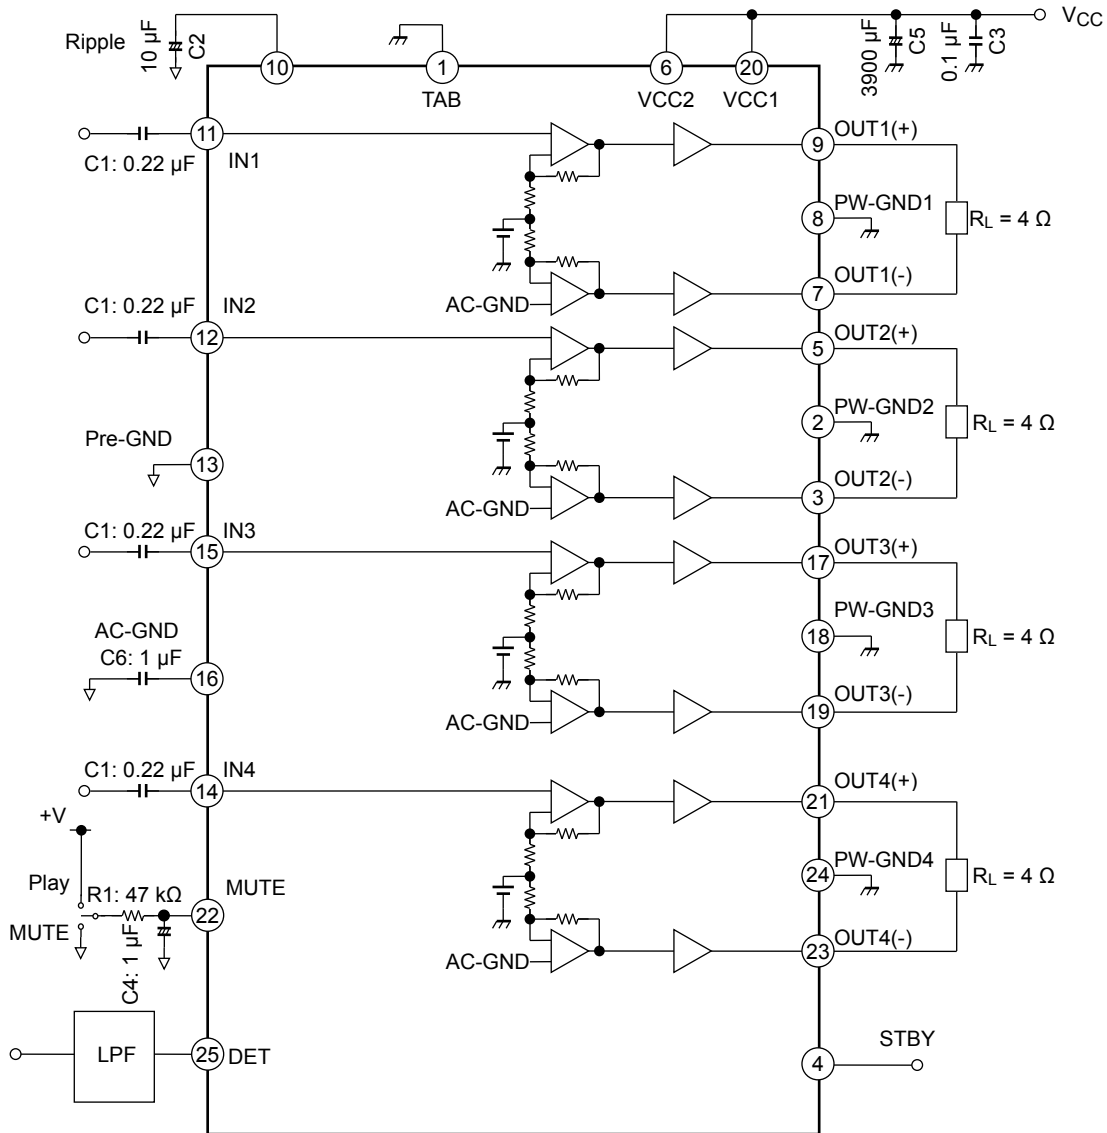 Ripple
10 µF
C2
10
1
TAB
6
VCC2
20
VCC1
3900 µF
C5
0.1 µF
C3
VCC
11
IN1
C1: 0.22 µF
9
OUT1(+)
8
PW-GND1
RL = 4 Ω
7
OUT1(-)
AC-GND
C1: 0.22 µF
IN2
12
5
OUT2(+)
2
PW-GND2
RL = 4 Ω
3
OUT2(-)
AC-GND
Pre-GND
13
C1: 0.22 µF
IN3
15
17
OUT3(+)
18
PW-GND3
RL = 4 Ω
19
OUT3(-)
AC-GND
AC-GND
C6: 1 µF
16
C1: 0.22 µF
IN4
14
21
OUT4(+)
24
PW-GND4
RL = 4 Ω
23
OUT4(-)
AC-GND
+V
Play
R1: 47 kΩ
MUTE
22
MUTE
C4: 1 µF
LPF
25
DET
4
STBY